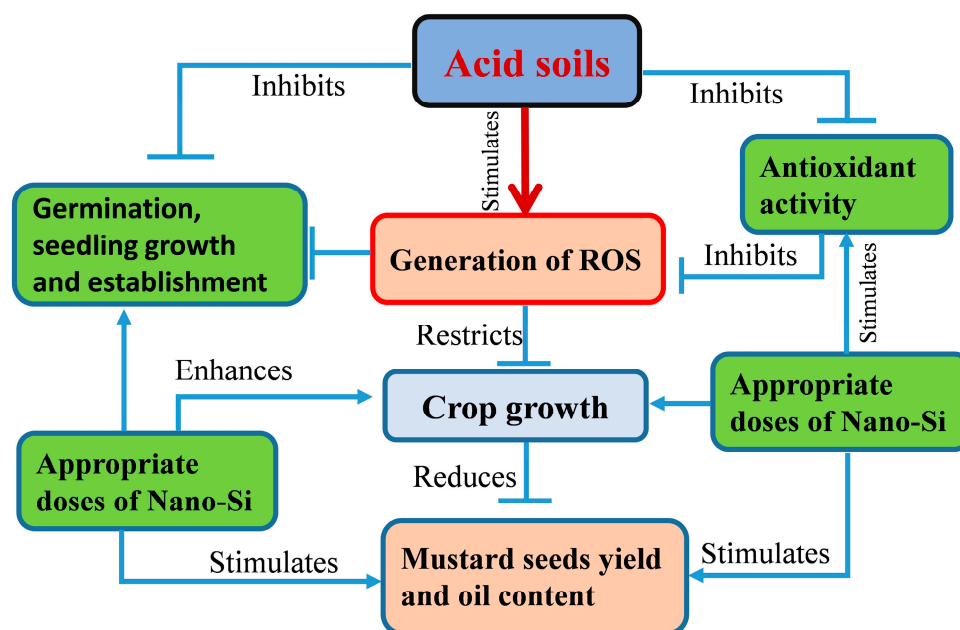 Acid soils
Inhibits
Inhibits
Stimulates
Antioxidant
activity
Germination,
seedling growth
and establishment
Generation of ROS
Inhibits
Stimulates
Restricts
Enhances
Crop growth
Appropriate
doses of Nano-Si
Appropriate
doses of Nano-Si
Reduces
Stimulates
Mustard seeds yield
and oil content
Stimulates